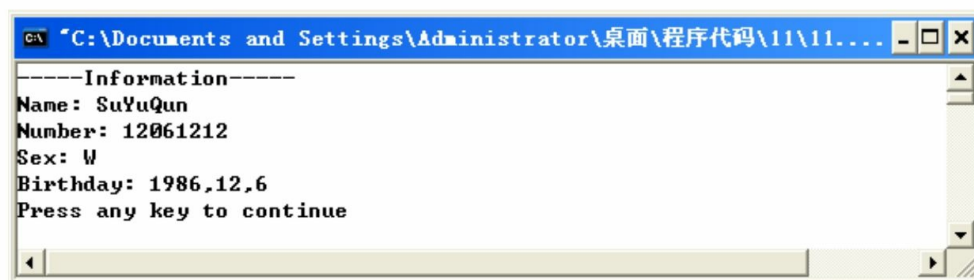 "C:\Documents and Settings\Administrator\桌面\程序代码\11\11....
-----Information-----
Name: SuYuQun
Number: 12061212
Sex: W
Birthday: 1986,12,6
Press any key to continue